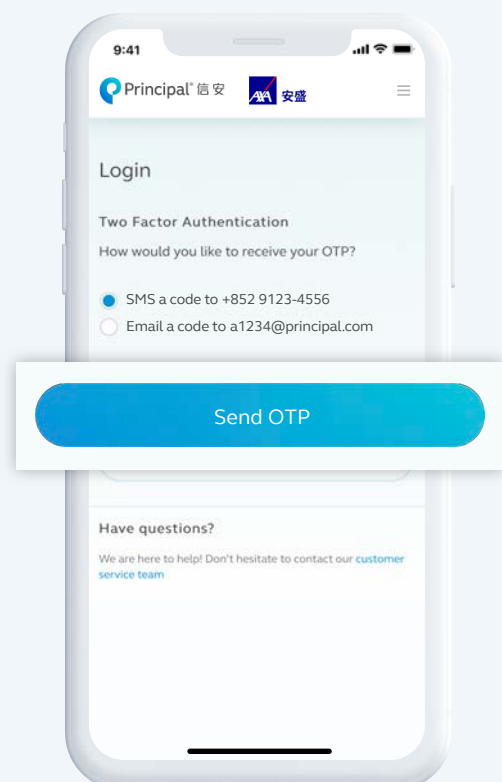 9:41
Principal® 信安 AXA 安盛
Login
Two Factor Authentication
How would you like to receive your OTP?
SMS a code to +852 9123-4556
Email a code to a1234@principal.com
Send OTP
Have questions?
We are here to help! Don't hesitate to contact our customer
service team